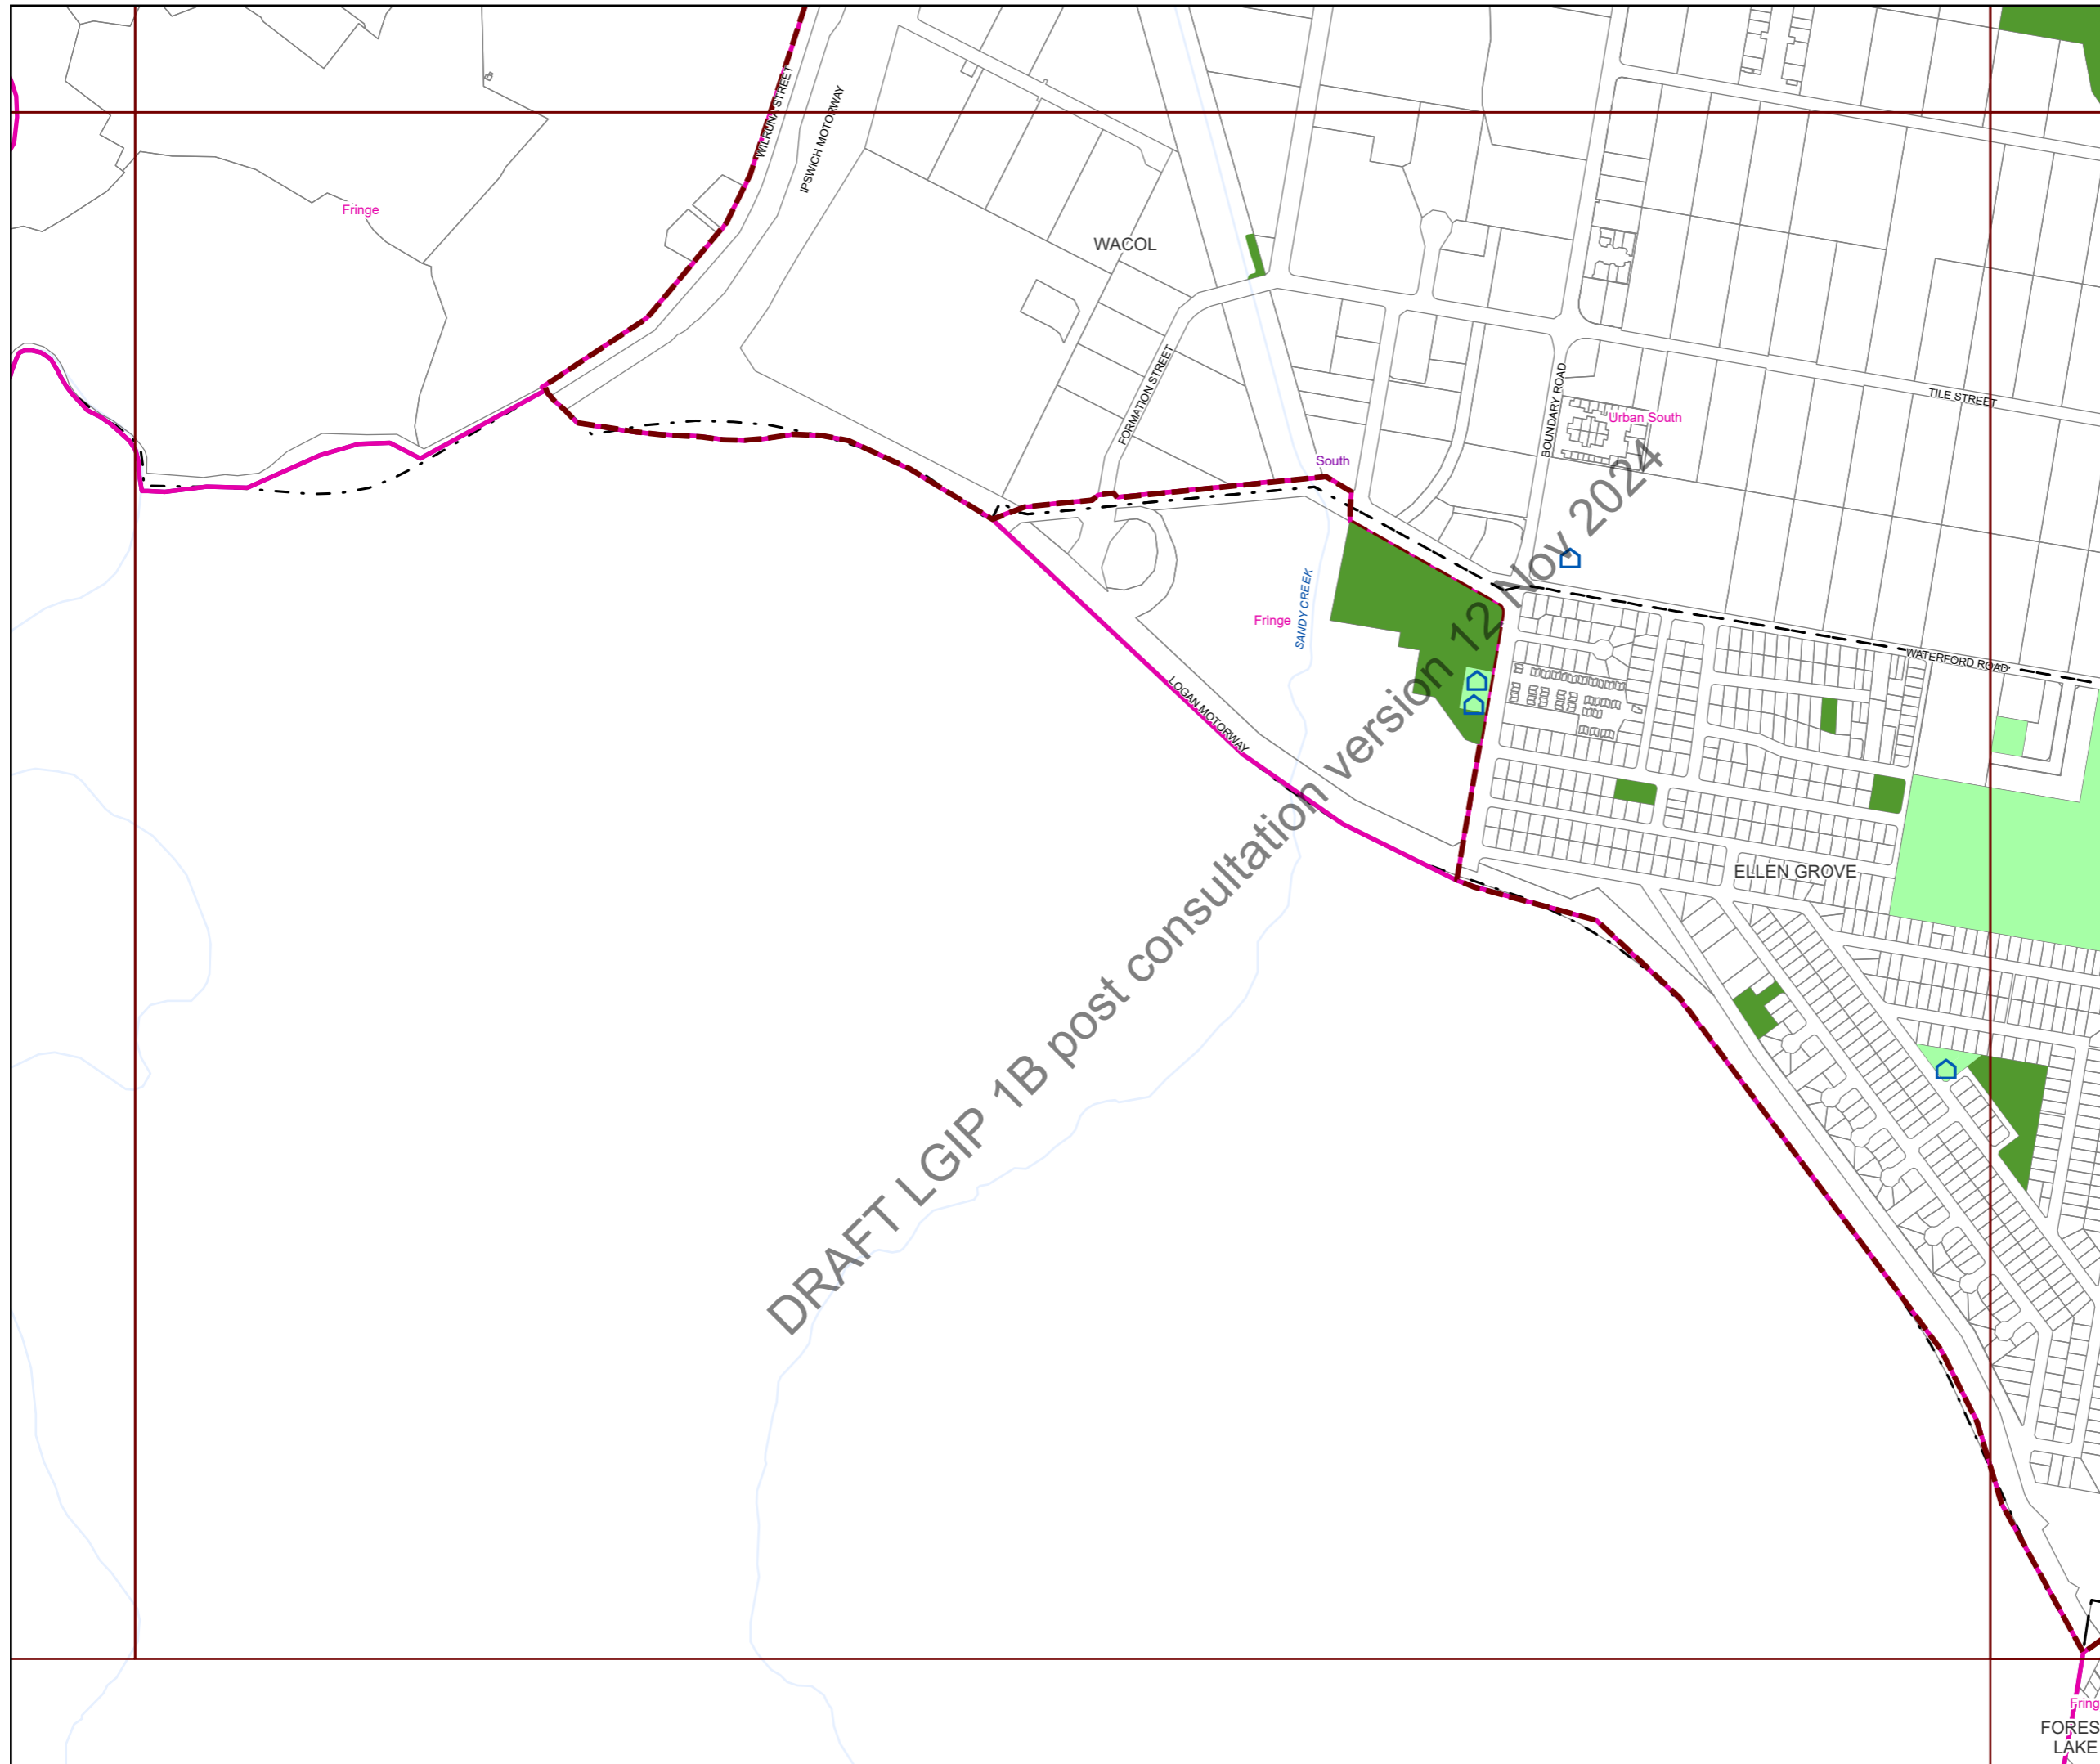 WILRUNA STREET
IPSWICH MOTORWAY
Fringe
WACOL
FORMATION STREET
BOUNDARY ROAD
TILE STREET
Urban South
South
Fringe
SANDY CREEK
WATERFORD ROAD
LOGAN MOTORWAY
ELLEN GROVE
DRAFT LGIP 1B post consultation version 12 Nov 2024
Fring
FORES
LAKE